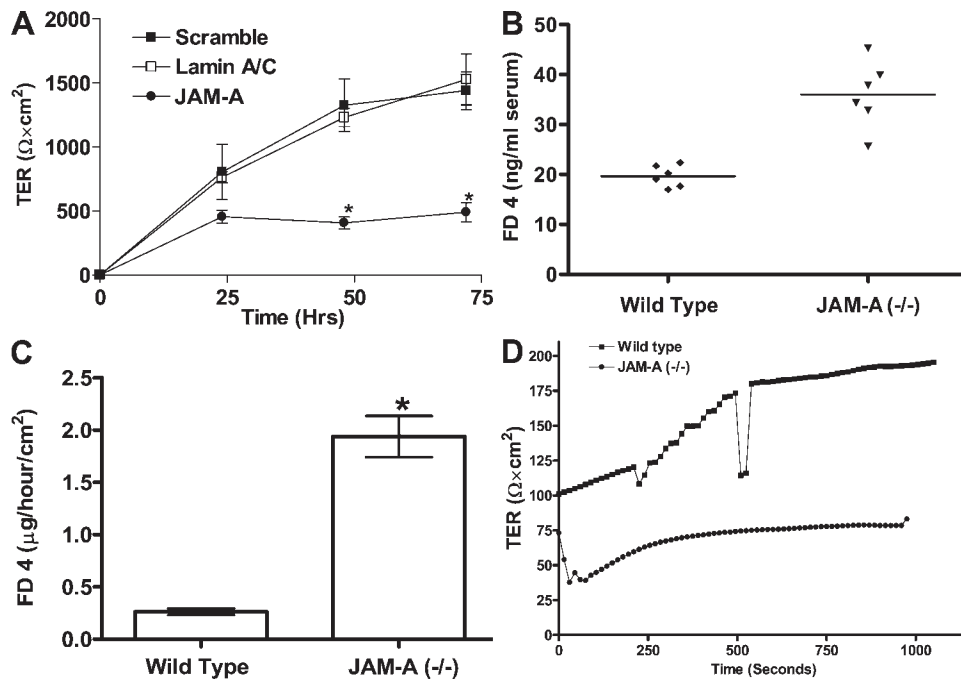 A
2000
1500
1000
500
0
TER (Ω×cm²)
Scramble
Lamin A/C
JAM-A
*
*
0
25
50
75
Time (Hrs)
B
50
40
30
20
10
0
FD 4 (ng/ml serum)
Wild Type
JAM-A (-/-)
C
2.5
2.0
1.5
1.0
0.5
0.0
FD 4 (μg/hour/cm²)
*
Wild Type
JAM-A (-/-)
D
Wild type
JAM-A (-/-)
200
175
150
125
100
75
50
25
0
TER (Ω×cm²)
0
250
500
750
1000
Time (Seconds)